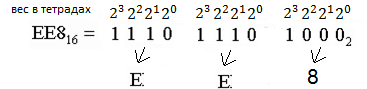 вес в тетрадах 2³ 2² 2¹ 2⁰ 2³ 2² 2¹ 2⁰ 2³ 2² 2¹ 2⁰
EE8₁₆ = 1 1 1 0 1 1 1 0 1 0 0 0₂
E E 8